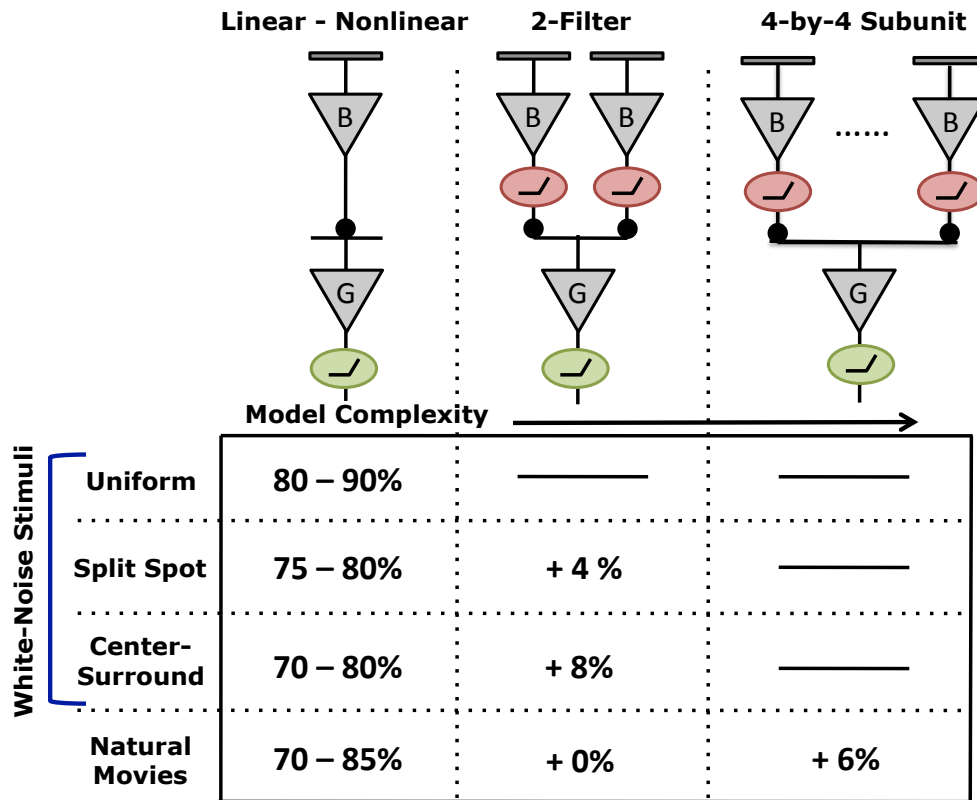 Linear - Nonlinear
2-Filter
4-by-4 Subunit
B
B
B
B
......
B
G
G
G
Model Complexity
White-Noise Stimuli
Uniform
80 – 90%
Split Spot
75 – 80%
+ 4 %
Center-
Surround
70 – 80%
+ 8%
Natural
Movies
70 – 85%
+ 0%
+ 6%